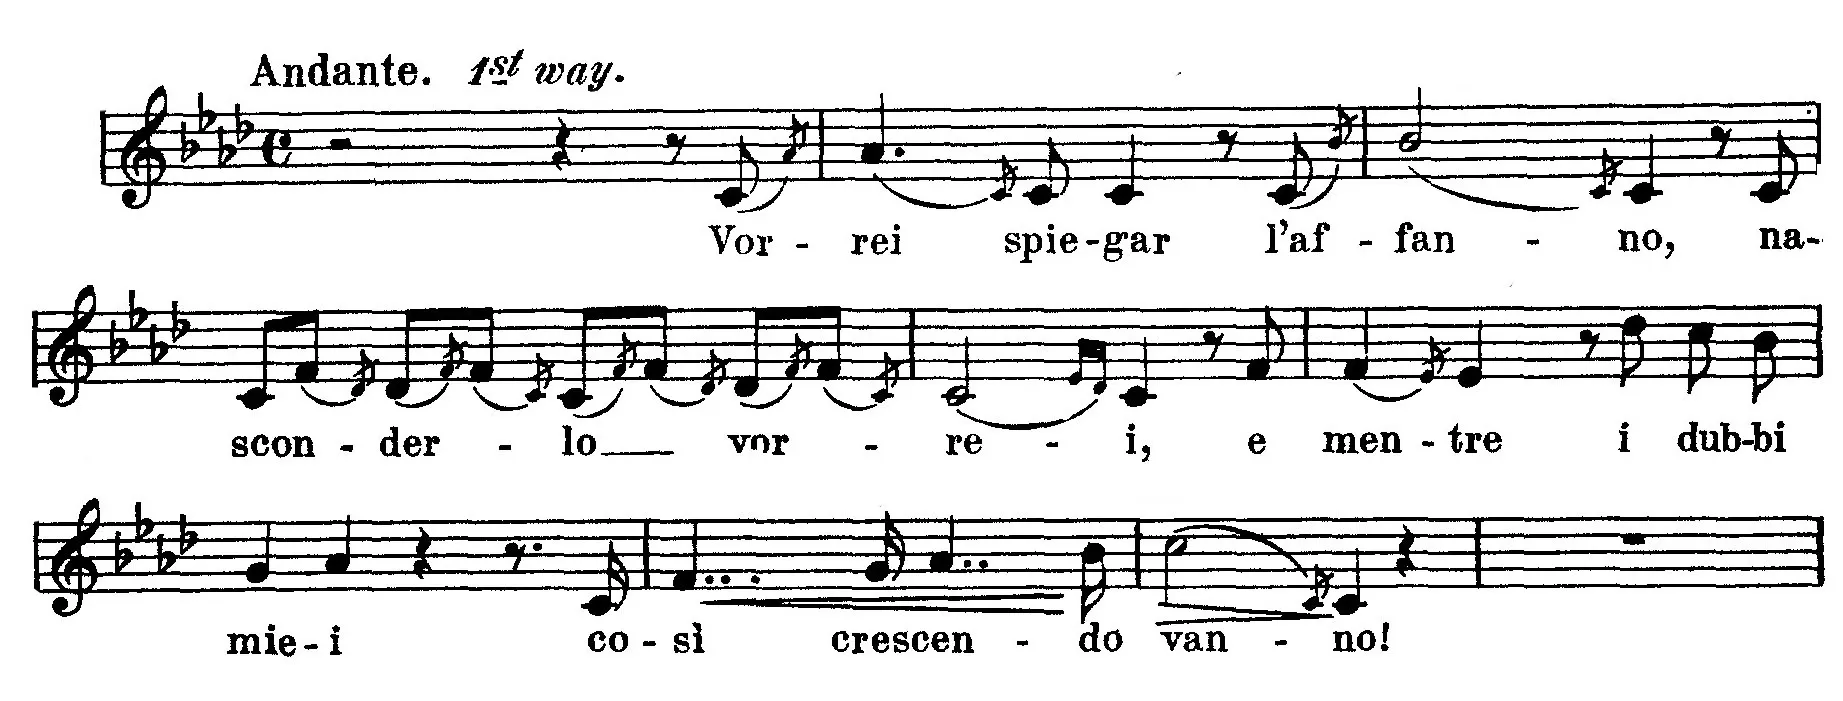 Andante. 1st way.
Vor - rei spie-gar l'af - fan - no, na-
scon - der - lo vor - re - i, e men - tre i dub-bi
mie - i co - sì crescen - do van - no!